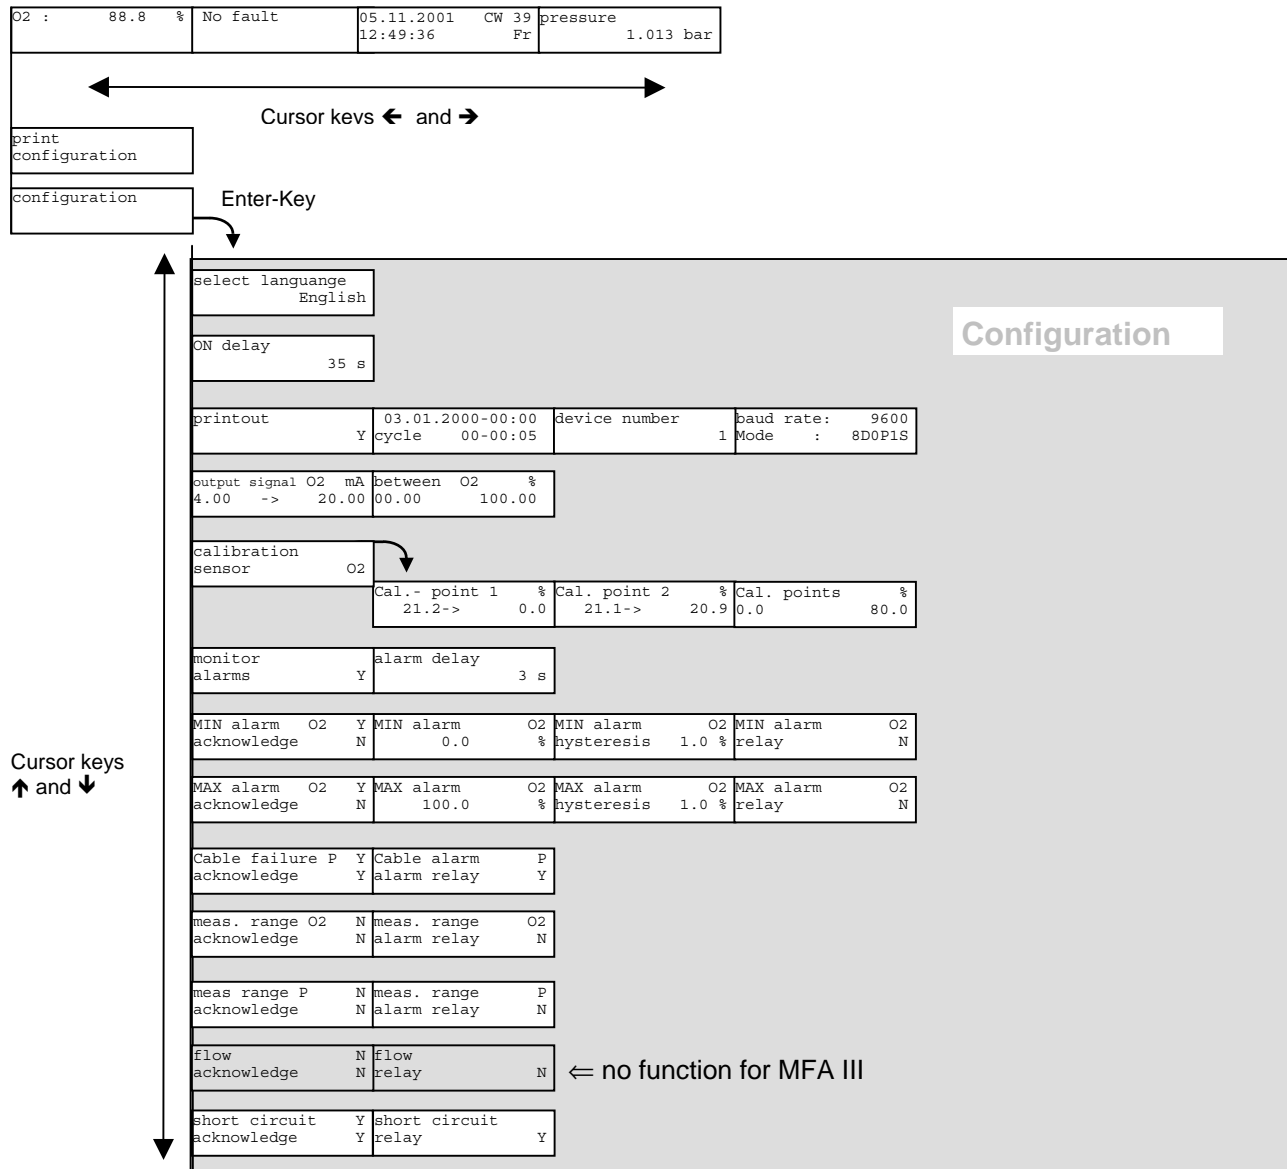 O2 : 88.8 % No fault 05.11.2001 CW 39 pressure
12:49:36 Fr 1.013 bar
Cursor keys 🡸 and 🡺
print
configuration
configuration
Enter-Key
select languange
English
Configuration
ON delay
35 s
printout 03.01.2000-00:00 device number baud rate: 9600
Y cycle 00-00:05 1 Mode : 8D0P1S
output signal O2 mA between O2 %
4.00 -> 20.00 00.00 100.00
calibration
sensor O2
Cal.- point 1 % Cal. point 2 % Cal. points %
21.2-> 0.0 21.1-> 20.9 0.0 80.0
monitor alarm delay
alarms Y 3 s
MIN alarm O2 Y MIN alarm O2 MIN alarm O2 MIN alarm O2
acknowledge N 0.0 % hysteresis 1.0 % relay N
Cursor keys
🡹 and 🡻
MAX alarm O2 Y MAX alarm O2 MAX alarm O2 MAX alarm O2
acknowledge N 100.0 % hysteresis 1.0 % relay N
Cable failure P Y Cable alarm P
acknowledge Y alarm relay Y
meas. range O2 N meas. range O2
acknowledge N alarm relay N
meas range P N meas. range P
acknowledge N alarm relay N
flow N flow
acknowledge N relay N
⇐ no function for MFA III
short circuit Y short circuit
acknowledge Y relay Y